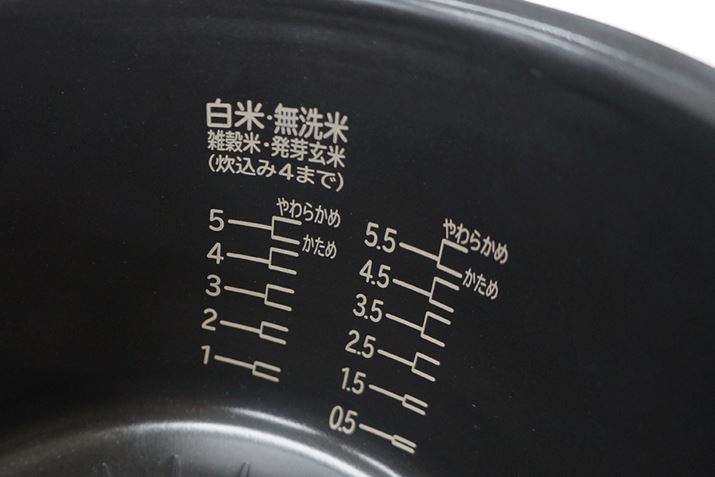 白米・無洗米
雑穀米・発芽玄米
(炊込み4まで)
やわらかめ
5
かため
4
3
2
1
やわらかめ
5.5
かため
4.5
3.5
2.5
1.5
0.5